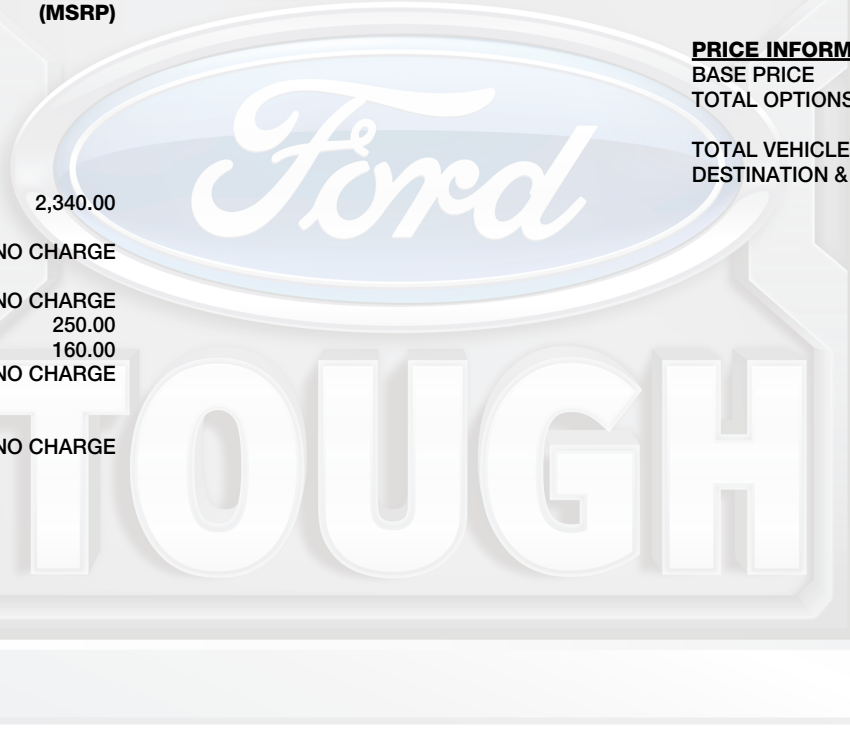 (MSRP)
2,340.00
NO CHARGE
NO CHARGE
250.00
160.00
NO CHARGE
NO CHARGE
PRICE INFORM
BASE PRICE
TOTAL OPTIONS
TOTAL VEHICLE
DESTINATION &
Ford
TOUGH